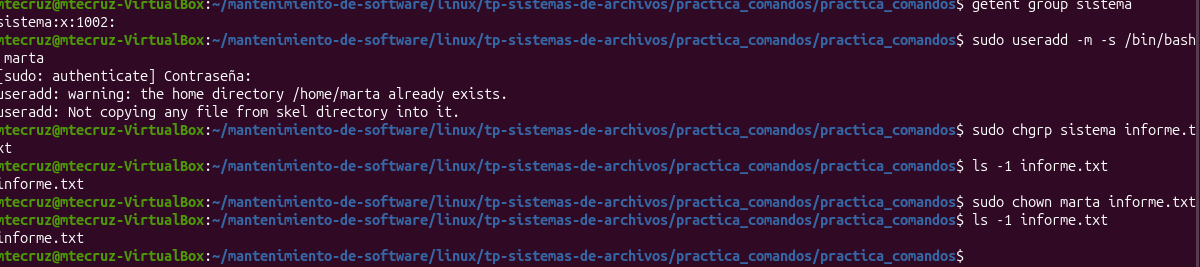 mtecruz@mtecruz-VirtualBox:~/mantenimiento-de-software/linux/tp-sistemas-de-archivos/practica_comandos/practica_comandos$ getent group sistema
sistema:x:1002:
mtecruz@mtecruz-VirtualBox:~/mantenimiento-de-software/linux/tp-sistemas-de-archivos/practica_comandos/practica_comandos$ sudo useradd -m -s /bin/bash
marta
[sudo: authenticate] Contraseña:
useradd: warning: the home directory /home/marta already exists.
useradd: Not copying any file from skel directory into it.
mtecruz@mtecruz-VirtualBox:~/mantenimiento-de-software/linux/tp-sistemas-de-archivos/practica_comandos/practica_comandos$ sudo chgrp sistema informe.t
xt
mtecruz@mtecruz-VirtualBox:~/mantenimiento-de-software/linux/tp-sistemas-de-archivos/practica_comandos/practica_comandos$ ls -1 informe.txt
informe.txt
mtecruz@mtecruz-VirtualBox:~/mantenimiento-de-software/linux/tp-sistemas-de-archivos/practica_comandos/practica_comandos$ sudo chown marta informe.txt
mtecruz@mtecruz-VirtualBox:~/mantenimiento-de-software/linux/tp-sistemas-de-archivos/practica_comandos/practica_comandos$ ls -1 informe.txt
informe.txt
mtecruz@mtecruz-VirtualBox:~/mantenimiento-de-software/linux/tp-sistemas-de-archivos/practica_comandos/practica_comandos$